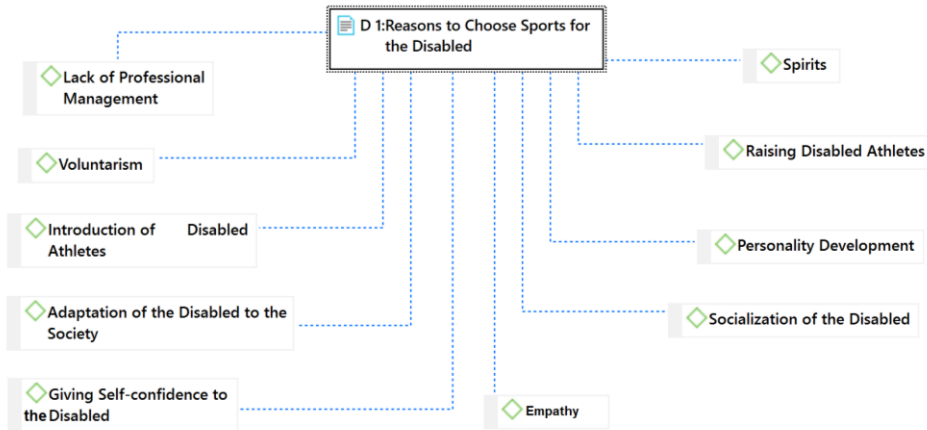 D 1:Reasons to Choose Sports for
the Disabled
Lack of Professional
Management
Voluntarism
Introduction of Disabled
Athletes
Adaptation of the Disabled to the
Society
Giving Self-confidence to
the Disabled
Spirits
Raising Disabled Athletes
Personality Development
Socialization of the Disabled
Empathy